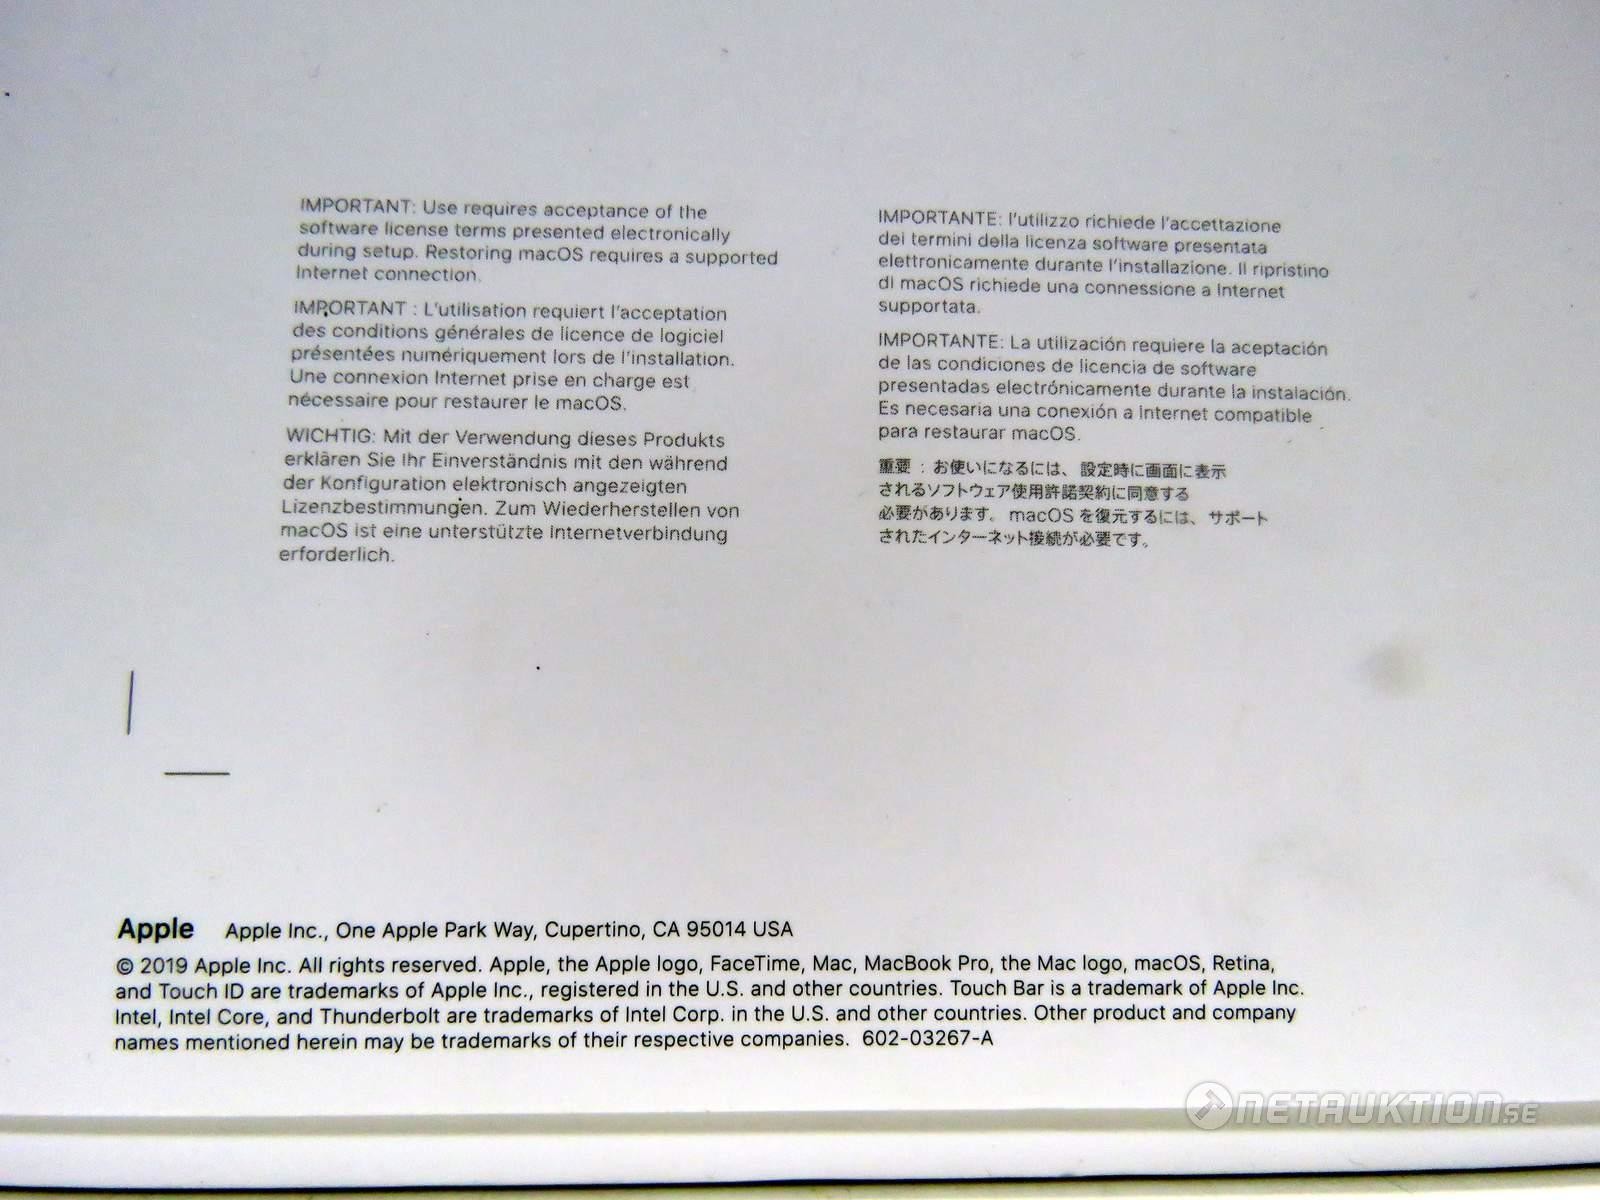 IMPORTANT: Use requires acceptance of the
software license terms presented electronically
during setup. Restoring macOS requires a supported
Internet connection.
IMPORTANT : L'utilisation requiert l'acceptation
des conditions générales de licence de logiciel
présentées numériquement lors de l'installation.
Une connexion Internet prise en charge est
nécessaire pour restaurer le macOS.
WICHTIG: Mit der Verwendung dieses Produkts
erklären Sie Ihr Einverständnis mit den während
der Konfiguration elektronisch angezeigten
Lizenzbestimmungen. Zum Wiederherstellen von
macOS ist eine unterstützte Internetverbindung
erforderlich.
IMPORTANTE: l'utilizzo richiede l'accettazione
dei termini della licenza software presentata
elettronicamente durante l'installazione. Il ripristino
di macOS richiede una connessione a Internet
supportata.
IMPORTANTE: La utilización requiere la aceptación
de las condiciones de licencia de software
presentadas electrónicamente durante la instalación.
Es necesaria una conexión a Internet compatible
para restaurar macOS.
重要：お使いになるには、設定時に画面に表示
されるソフトウェア使用許諾契約に同意する
必要があります。macOS を復元するには、サポート
されたインターネット接続が必要です。
Apple Apple Inc., One Apple Park Way, Cupertino, CA 95014 USA
© 2019 Apple Inc. All rights reserved. Apple, the Apple logo, FaceTime, Mac, MacBook Pro, the Mac logo, macOS, Retina,
and Touch ID are trademarks of Apple Inc., registered in the U.S. and other countries. Touch Bar is a trademark of Apple Inc.
Intel, Intel Core, and Thunderbolt are trademarks of Intel Corp. in the U.S. and other countries. Other product and company
names mentioned herein may be trademarks of their respective companies. 602-03267-A
NETAUKTION.SE